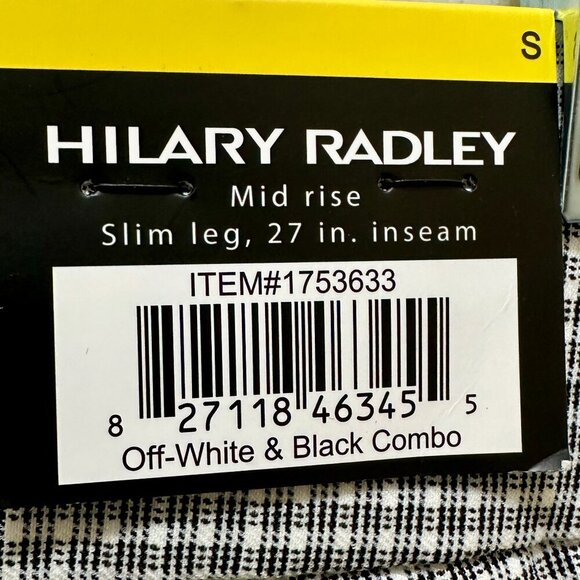 S
HILARY RADLEY
Mid rise
Slim leg, 27 in. inseam
ITEM#1753633
8 27118 46345 5
Off-White & Black Combo